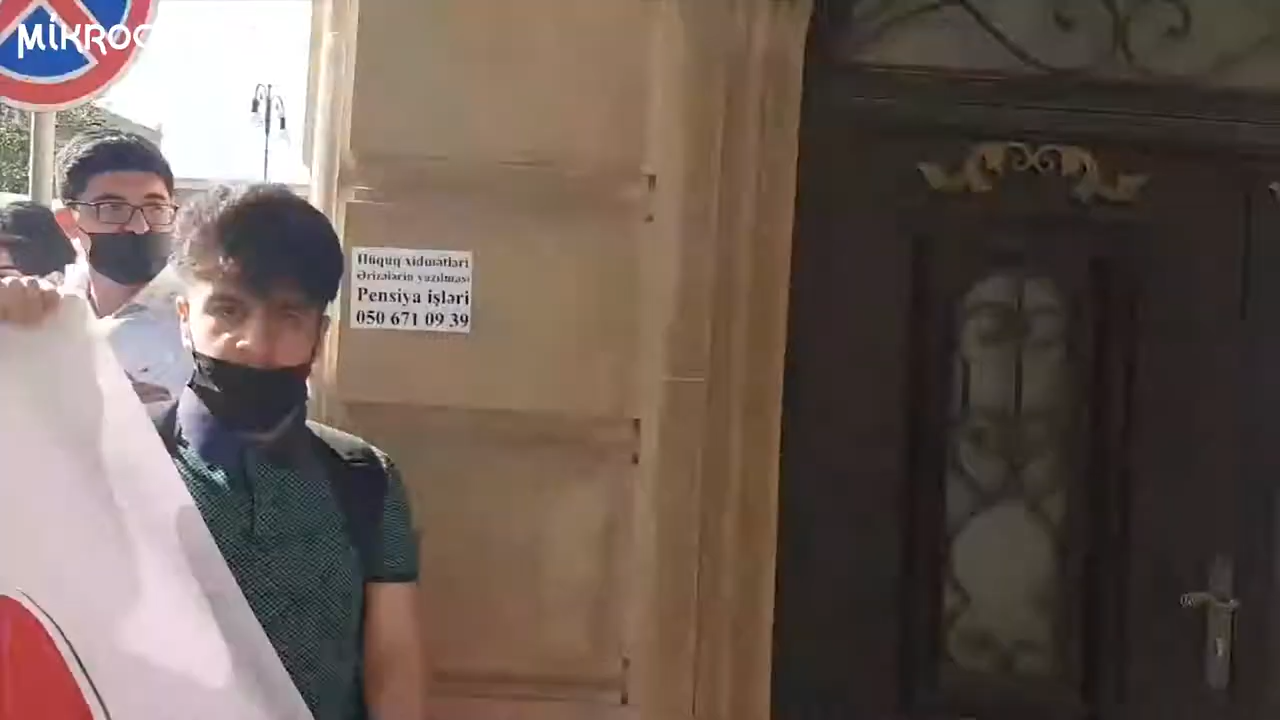 MİKROC
Hüquq xidmətləri
Ərizələrin yazılması
Pensiya işləri
050 671 09 39